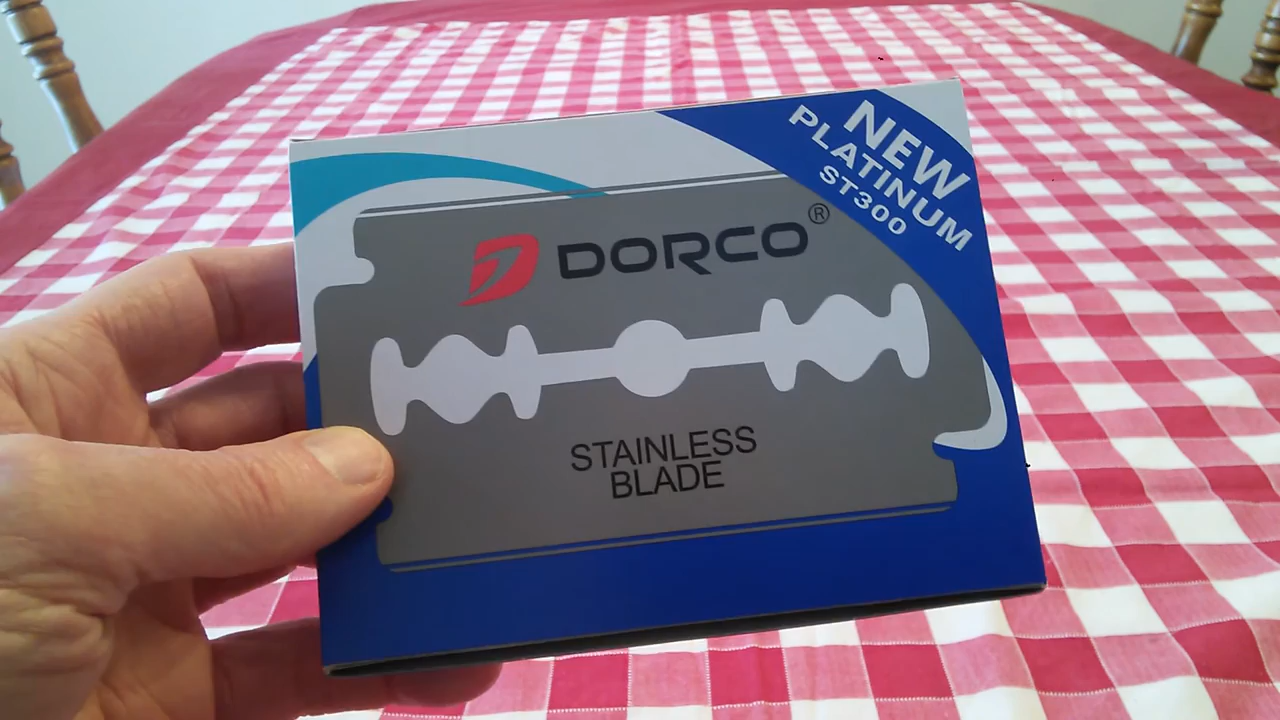 NEW
PLATINUM
ST300
DORCO®
STAINLESS
BLADE